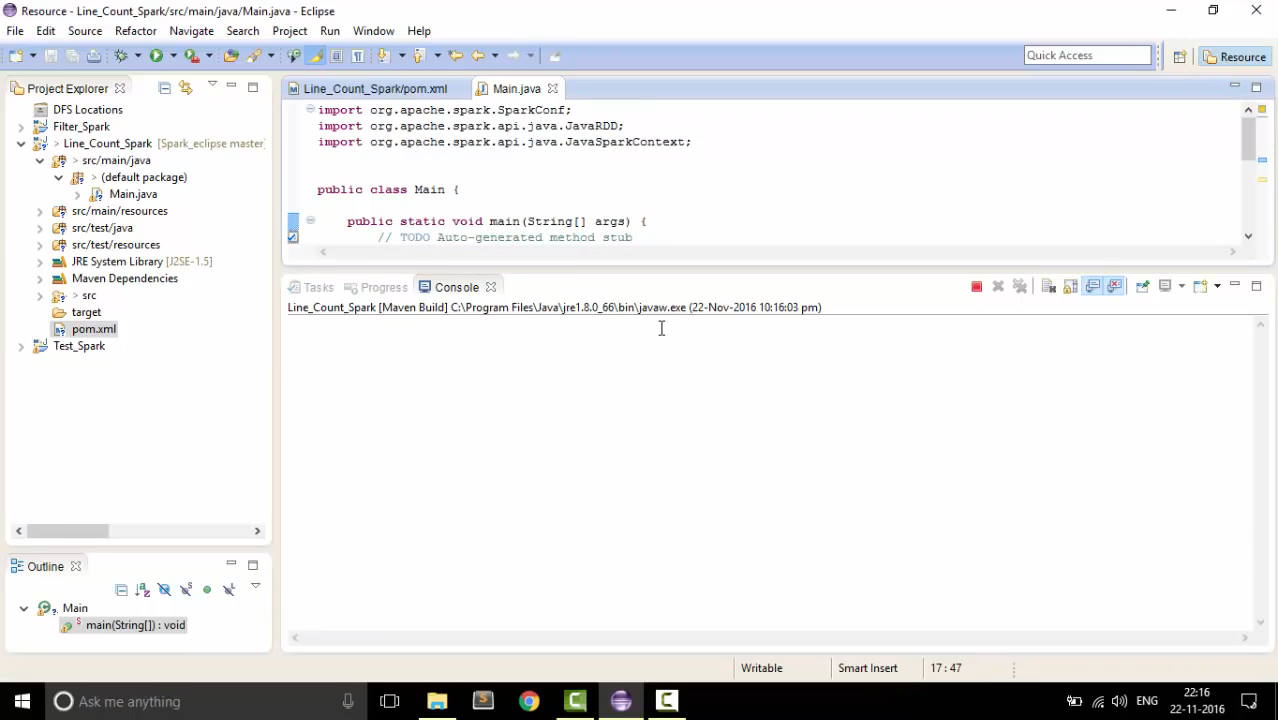 Resource - Line_Count_Spark/src/main/java/Main.java - Eclipse
File Edit Source Refactor Navigate Search Project Run Window Help
Quick Access
Resource
Project Explorer
DFS Locations
Filter_Spark
> Line_Count_Spark [Spark_eclipse master]
> src/main/java
> (default package)
> Main.java
src/main/resources
src/test/java
src/test/resources
JRE System Library [J2SE-1.5]
Maven Dependencies
> src
target
pom.xml
Test_Spark
Line_Count_Spark/pom.xml Main.java
import org.apache.spark.SparkConf;
import org.apache.spark.api.java.JavaRDD;
import org.apache.spark.api.java.JavaSparkContext;
public class Main {
public static void main(String[] args) {
// TODO Auto-generated method stub
Tasks Progress Console
Line_Count_Spark [Maven Build] C:\Program Files\Java\jre1.8.0_66\bin\javaw.exe (22-Nov-2016 10:16:03 pm)
Outline
Main
main(String[]) : void
Writable Smart Insert 17 : 47
Ask me anything
ENG
22:16
22-11-2016